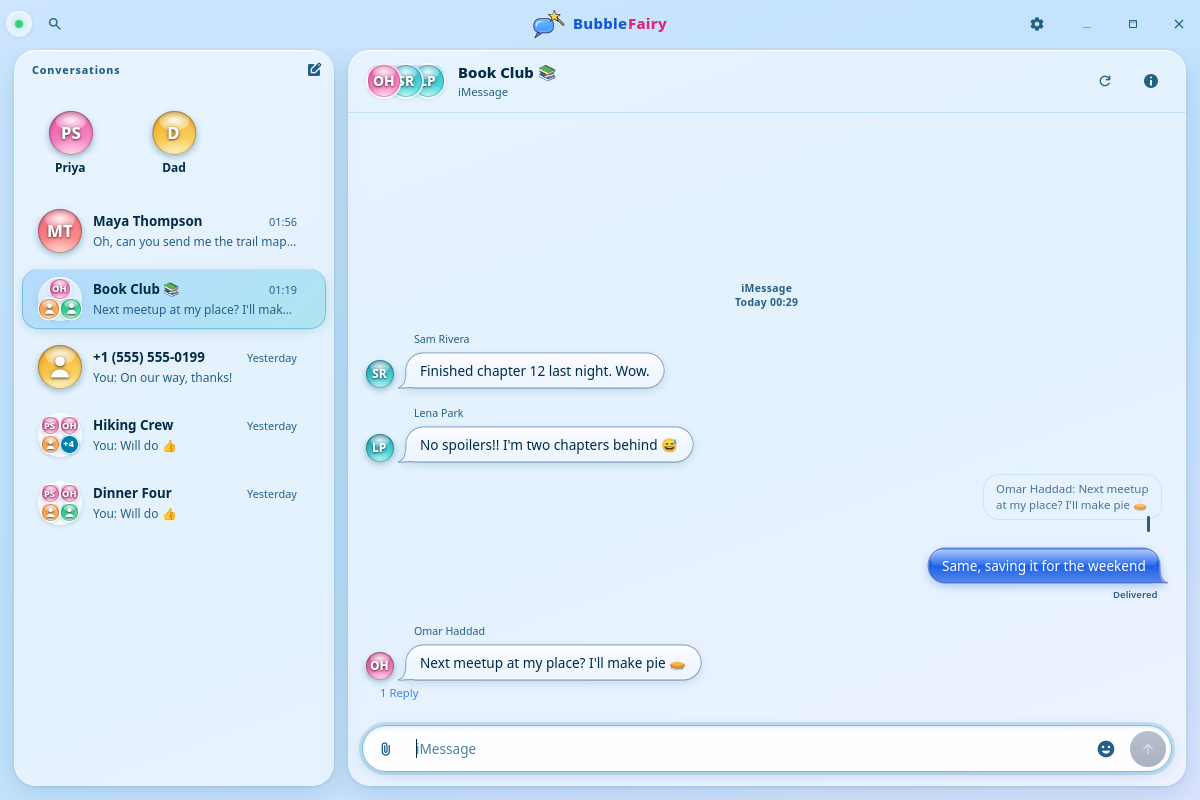 BubbleFairy
Conversations
PS
Priya
D
Dad
MT
Maya Thompson
01:56
Oh, can you send me the trail map...
OH
Book Club 📚
01:19
Next meetup at my place? I'll mak...
+1 (555) 555-0199
Yesterday
You: On our way, thanks!
PS
OH
+4
Hiking Crew
Yesterday
You: Will do 👍
PS
OH
Dinner Four
Yesterday
You: Will do 👍
OH
SR
LP
Book Club 📚
iMessage
iMessage
Today 00:29
Sam Rivera
SR
Finished chapter 12 last night. Wow.
Lena Park
LP
No spoilers!! I'm two chapters behind 😅
Omar Haddad: Next meetup
at my place? I'll make pie 🥧
Same, saving it for the weekend
Delivered
Omar Haddad
OH
Next meetup at my place? I'll make pie 🥧
1 Reply
iMessage